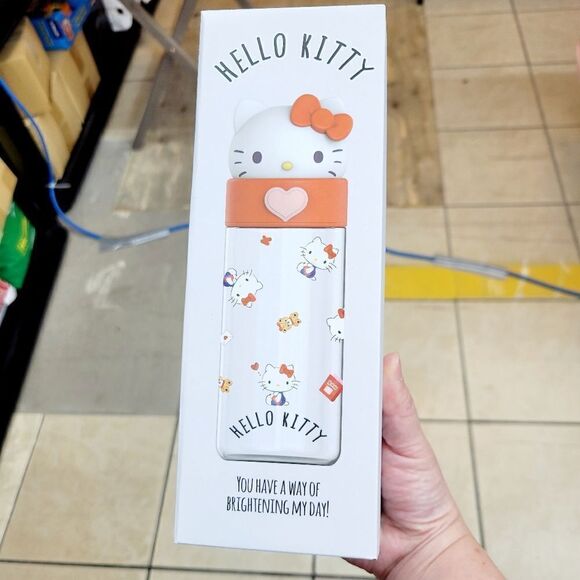 HELLO KITTY
HELLO KITTY
YOU HAVE A WAY OF
BRIGHTENING MY DAY!